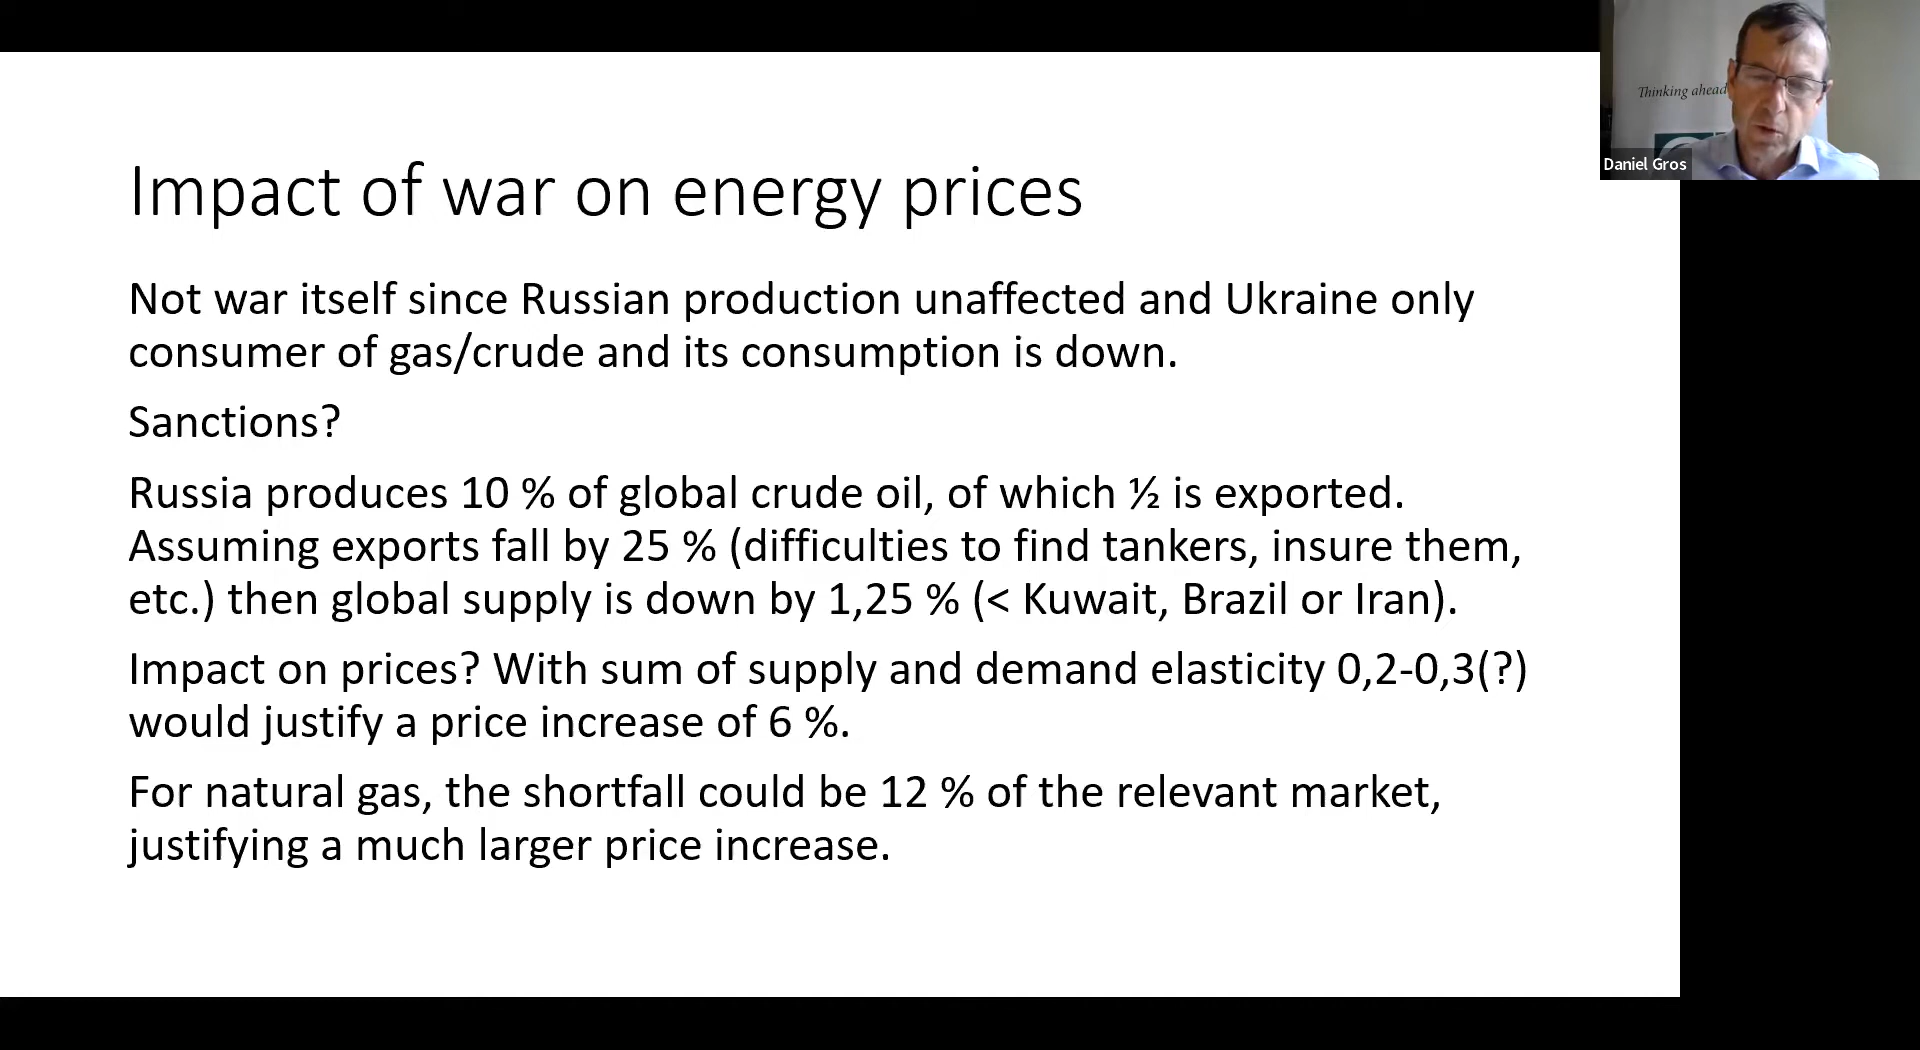 Impact of war on energy prices
Not war itself since Russian production unaffected and Ukraine only
consumer of gas/crude and its consumption is down.
Sanctions?
Russia produces 10 % of global crude oil, of which ½ is exported.
Assuming exports fall by 25 % (difficulties to find tankers, insure them,
etc.) then global supply is down by 1,25 % (< Kuwait, Brazil or Iran).
Impact on prices? With sum of supply and demand elasticity 0,2-0,3(?)
would justify a price increase of 6 %.
For natural gas, the shortfall could be 12 % of the relevant market,
justifying a much larger price increase.
Thinking ahead
Daniel Gros